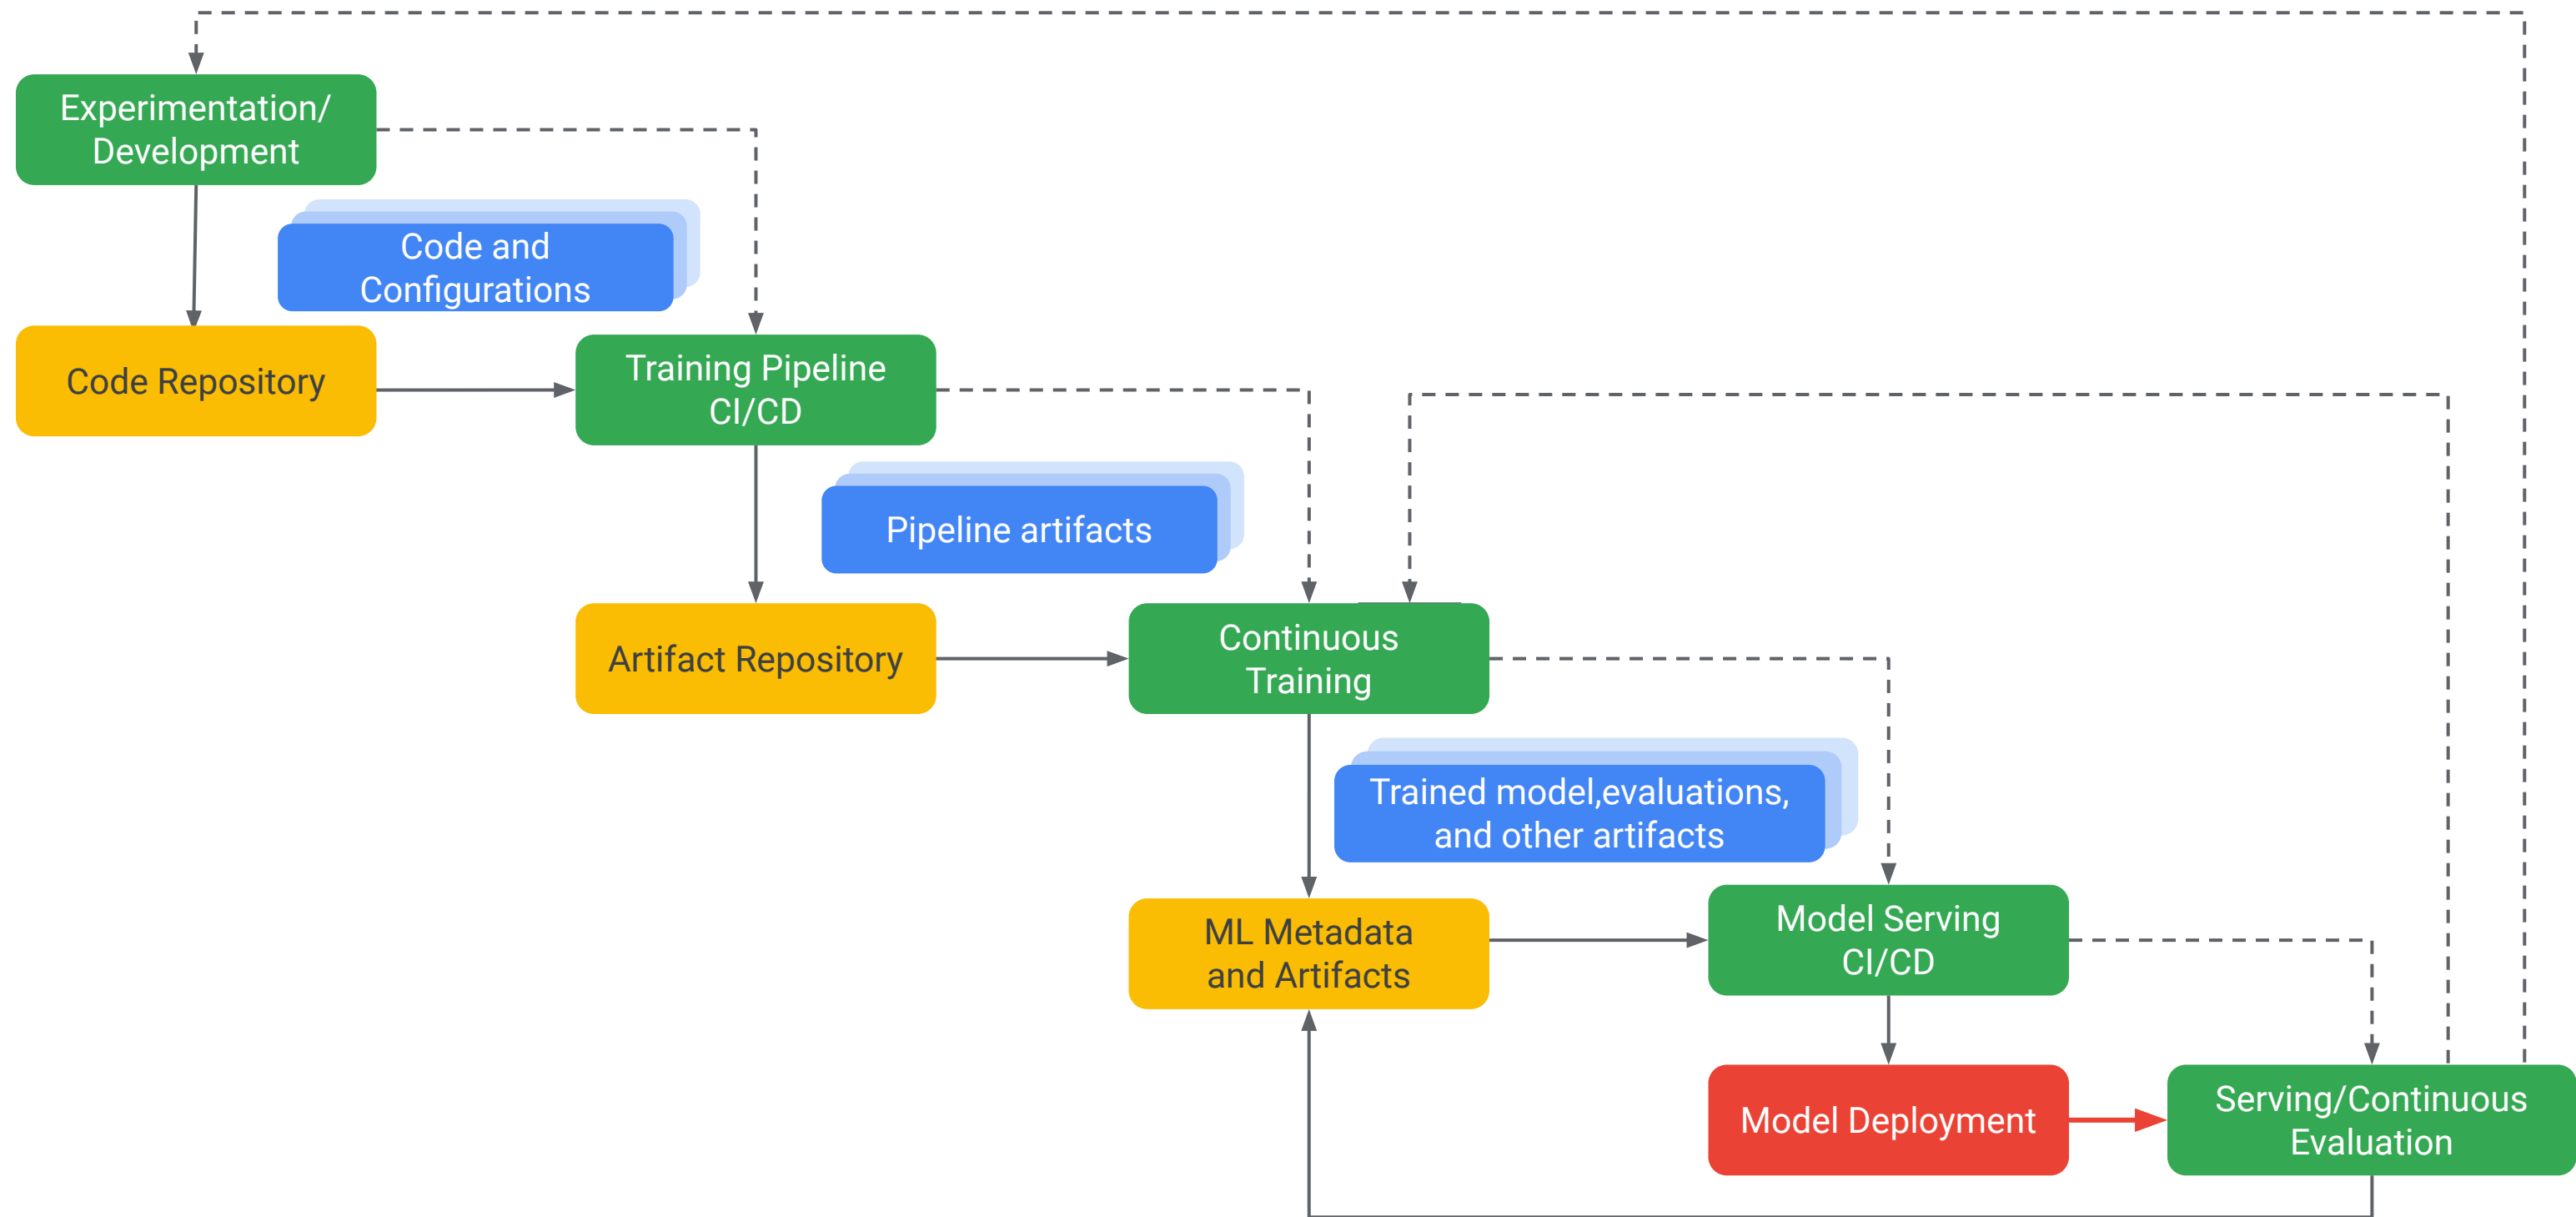 Experimentation/
Development
Code and
Configurations
Code Repository
Training Pipeline
CI/CD
Pipeline artifacts
Artifact Repository
Continuous
Training
Trained model,evaluations,
and other artifacts
ML Metadata
and Artifacts
Model Serving
CI/CD
Model Deployment
Serving/Continuous
Evaluation